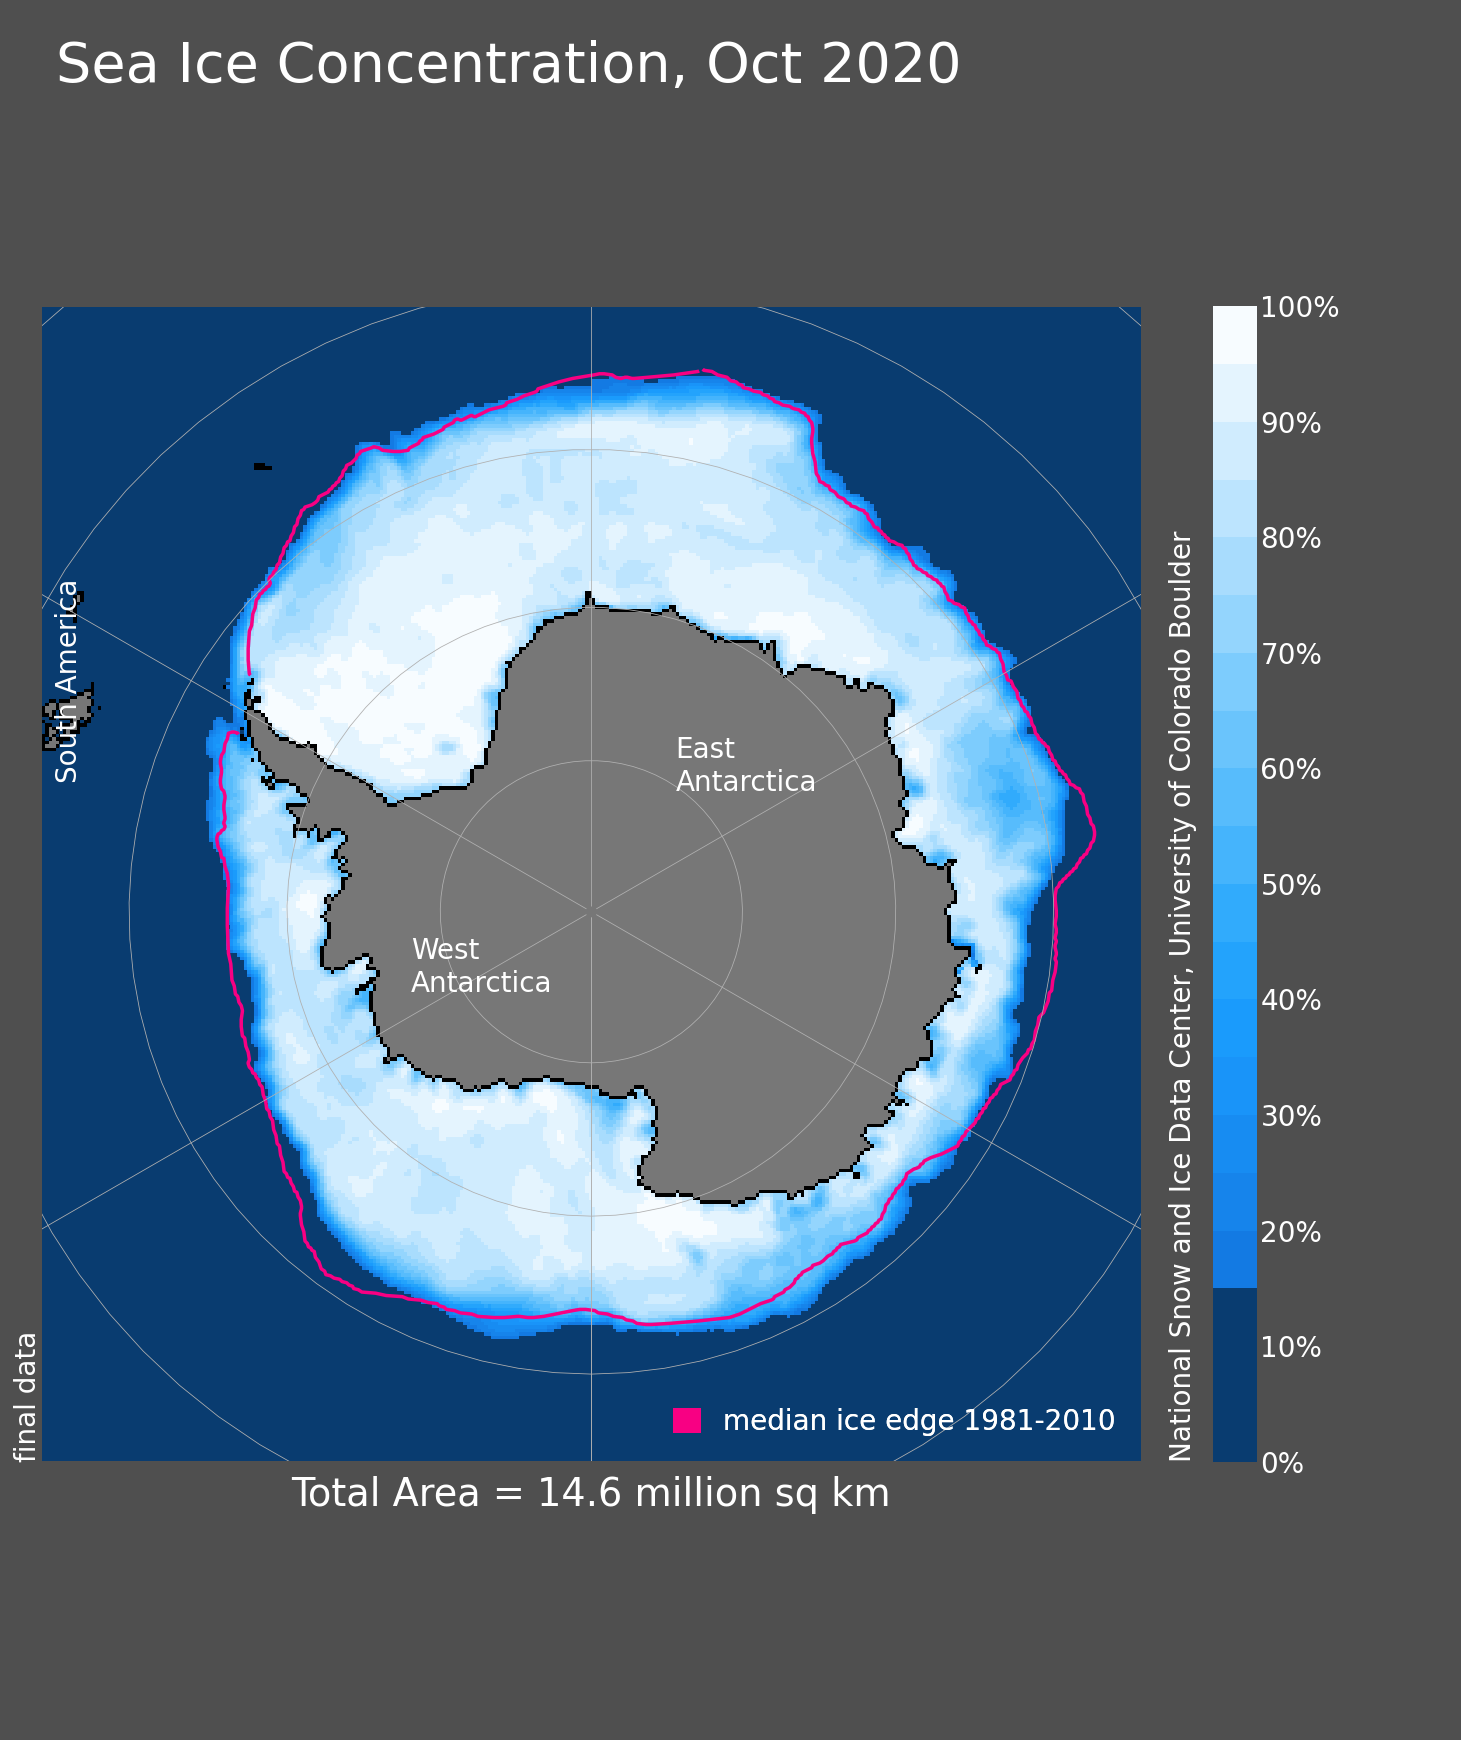 Sea Ice Concentration, Oct 2020
South America
East
Antarctica
West
Antarctica
median ice edge 1981-2010
final data
Total Area = 14.6 million sq km
National Snow and Ice Data Center, University of Colorado Boulder
100%
90%
80%
70%
60%
50%
40%
30%
20%
10%
0%